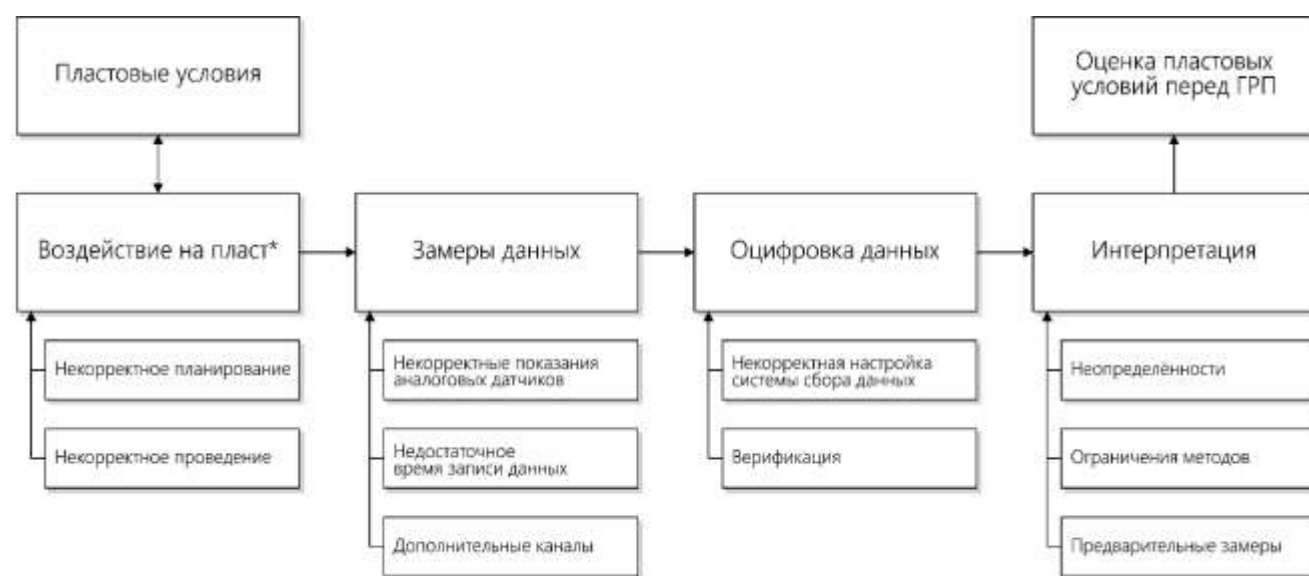 Пластовые условия
Оценка пластовых
условий перед ГРП
Воздействие на пласт*
Замеры данных
Оцифровка данных
Интерпретация
Некорректное планирование
Некорректное проведение
Некорректные показания
аналоговых датчиков
Недостаточное
время записи данных
Дополнительные каналы
Некорректная настройка
системы сбора данных
Верификация
Неопределённости
Ограничения методов
Предварительные замеры